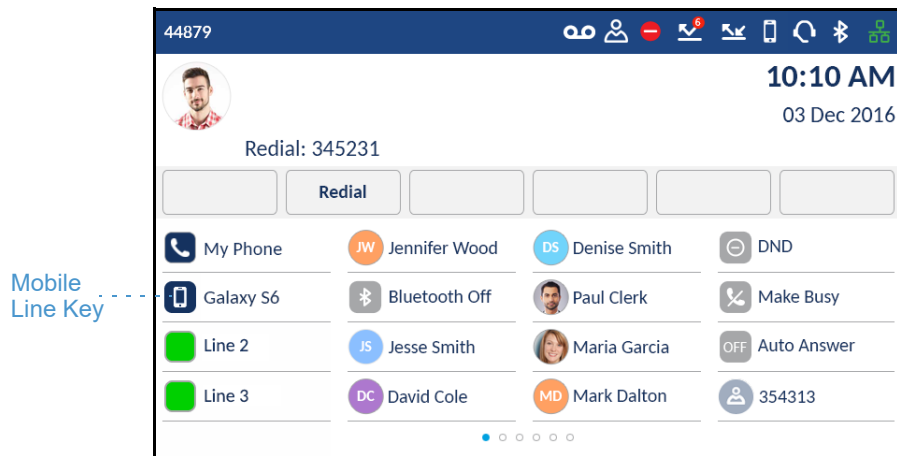 44879
6
10:10 AM
03 Dec 2016
Redial: 345231
Redial
My Phone
JW Jennifer Wood
DS Denise Smith
DND
Mobile
Line Key
Galaxy S6
Bluetooth Off
Paul Clerk
Make Busy
Line 2
JS Jesse Smith
Maria Garcia
OFF Auto Answer
Line 3
DC David Cole
MD Mark Dalton
354313